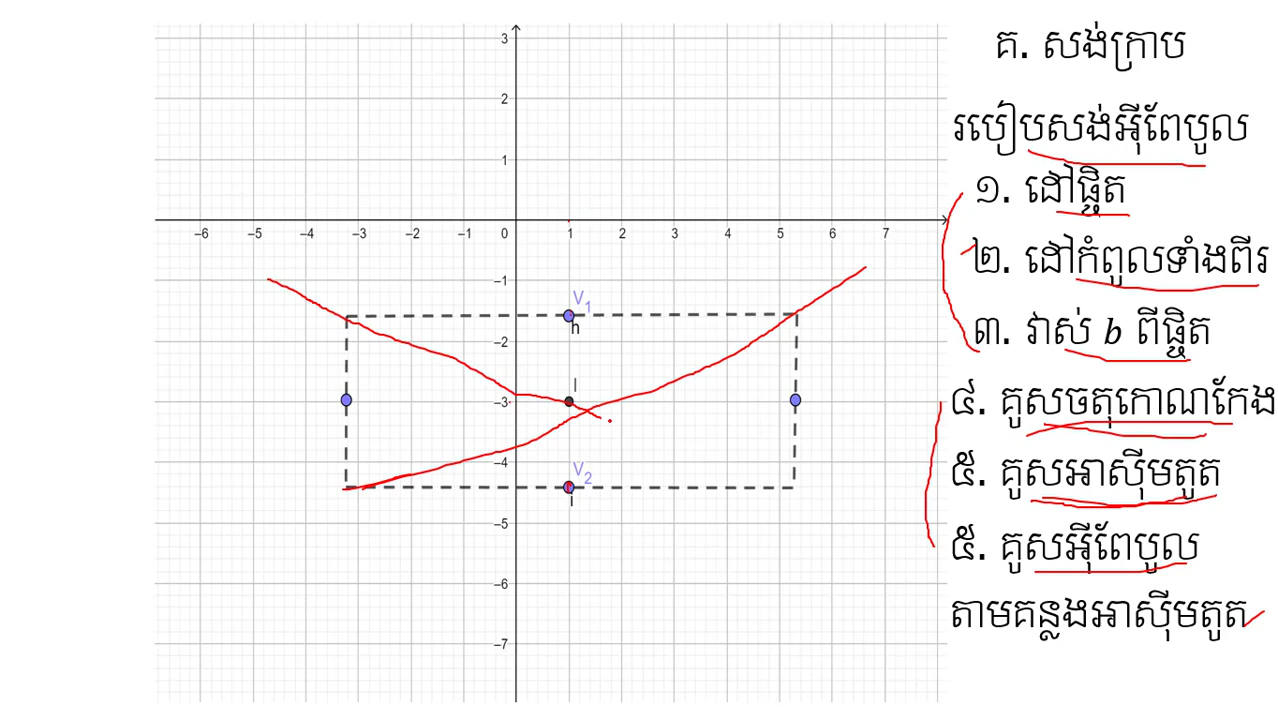 គ. សង់ក្រាប
របៀបសង់អ៊ីពែបូល
១. ដៅផ្ចិត
២. ដៅកំពូលទាំងពីរ
៣. វាស់ b ពីផ្ចិត
៤. គូសចតុកោណកែង
៥. គូសអាស៊ីមតូត
៥. គូសអ៊ីពែបូល
តាមគន្លងអាស៊ីមតូត
3
2
1
−6 −5 −4 −3 −2 −1 0 1 2 3 4 5 6 7
−1
V1
h
−2
I
−3
−4
V2
−5
−6
−7